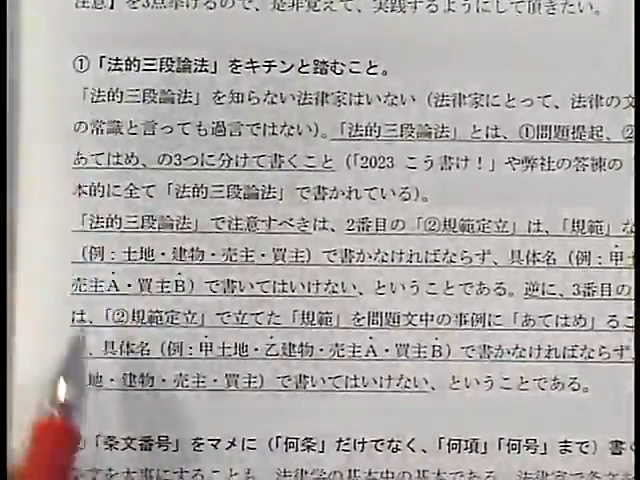 注意】を3点挙げるので、是非覚えて、実践するようにして頂きたい。
①「法的三段論法」をキチンと踏むこと。
「法的三段論法」を知らない法律家はいない（法律家にとって、法律の文
の常識と言っても過言ではない）。「法的三段論法」とは、①問題提起、②
あてはめ、の3つに分けて書くこと（「2023 こう書け！」や弊社の答練の
本的に全て「法的三段論法」で書かれている）。
「法的三段論法」で注意すべきは、2番目の「②規範定立」は、「規範」な
（例：土地・建物・売主・買主）で書かなければならず、具体名（例：甲土
売主A・買主B）で書いてはいけない、ということである。逆に、3番目の
は、「②規範定立」で立てた「規範」を問題文中の事例に「あてはめ」るこ
、具体名（例：甲土地・乙建物・売主A・買主B）で書かなければならず
地・建物・売主・買主）で書いてはいけない、ということである。
「条文番号」をマメに（「何条」だけでなく、「何項」「何号」まで）書く